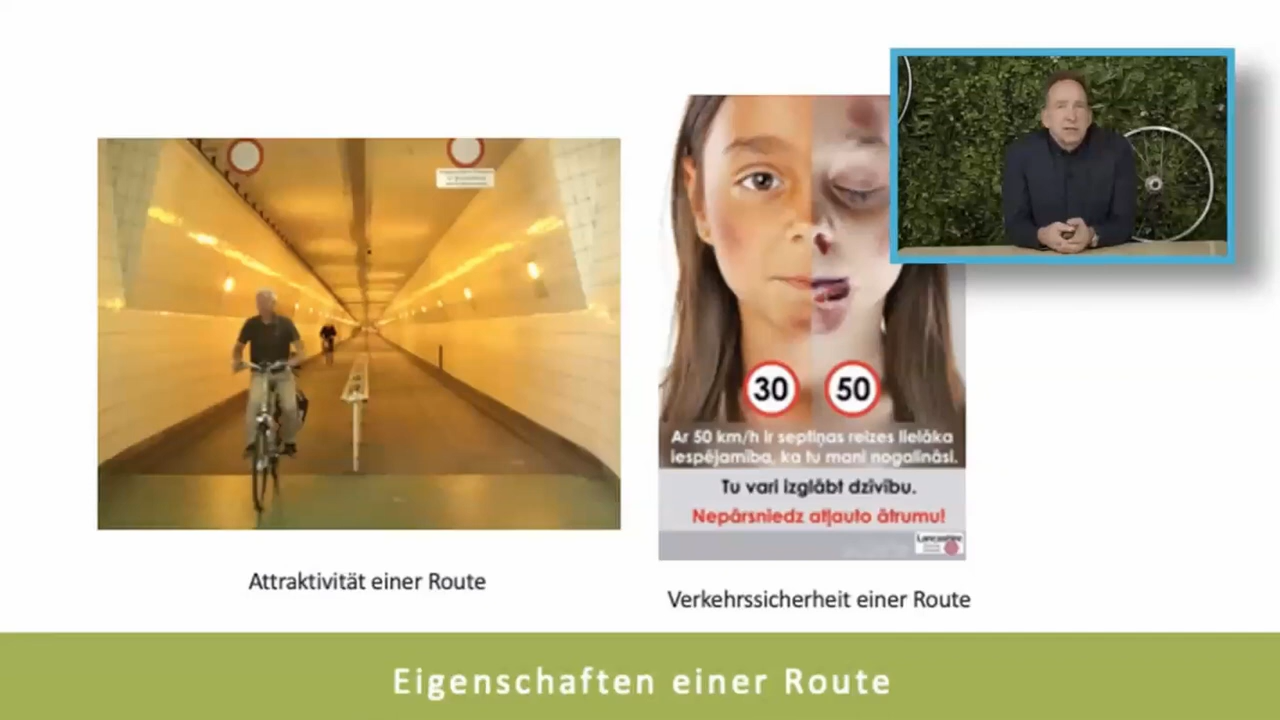 30 50
Ar 50 km/h ir septiņas reizes lielāka
iespējamība, ka tu mani nogalināsi.
Tu vari izglābt dzīvību.
Nepārsniedz atļauto ātrumu!
Lancashire
Attraktivität einer Route
Verkehrssicherheit einer Route
Eigenschaften einer Route